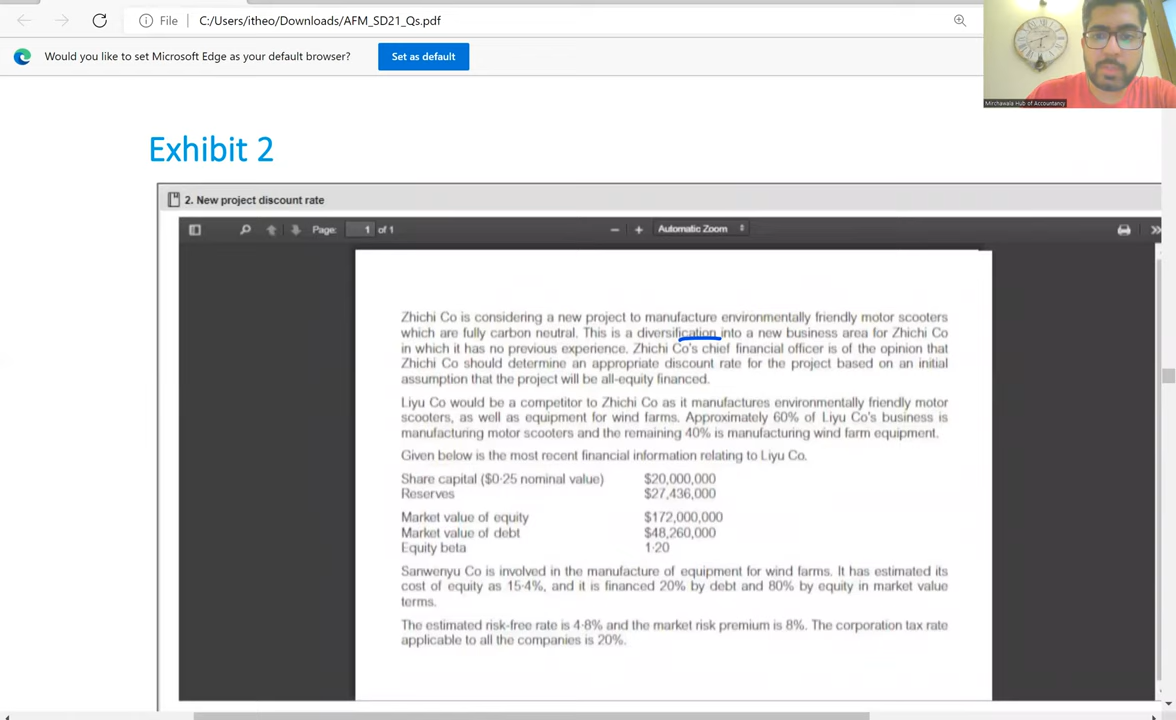 File C:/Users/itheo/Downloads/AFM_SD21_Qs.pdf
Would you like to set Microsoft Edge as your default browser? Set as default
Mirchawala Hub of Accountancy
Exhibit 2
2. New project discount rate
Page: 1 of 1 Automatic Zoom
Zhichi Co is considering a new project to manufacture environmentally friendly motor scooters
which are fully carbon neutral. This is a diversification into a new business area for Zhichi Co
in which it has no previous experience. Zhichi Co's chief financial officer is of the opinion that
Zhichi Co should determine an appropriate discount rate for the project based on an initial
assumption that the project will be all-equity financed.
Liyu Co would be a competitor to Zhichi Co as it manufactures environmentally friendly motor
scooters, as well as equipment for wind farms. Approximately 60% of Liyu Co's business is
manufacturing motor scooters and the remaining 40% is manufacturing wind farm equipment.
Given below is the most recent financial information relating to Liyu Co.
Share capital ($0·25 nominal value) $20,000,000
Reserves $27,436,000
Market value of equity $172,000,000
Market value of debt $48,260,000
Equity beta 1·20
Sanwenyu Co is involved in the manufacture of equipment for wind farms. It has estimated its
cost of equity as 15·4%, and it is financed 20% by debt and 80% by equity in market value
terms.
The estimated risk-free rate is 4·8% and the market risk premium is 8%. The corporation tax rate
applicable to all the companies is 20%.